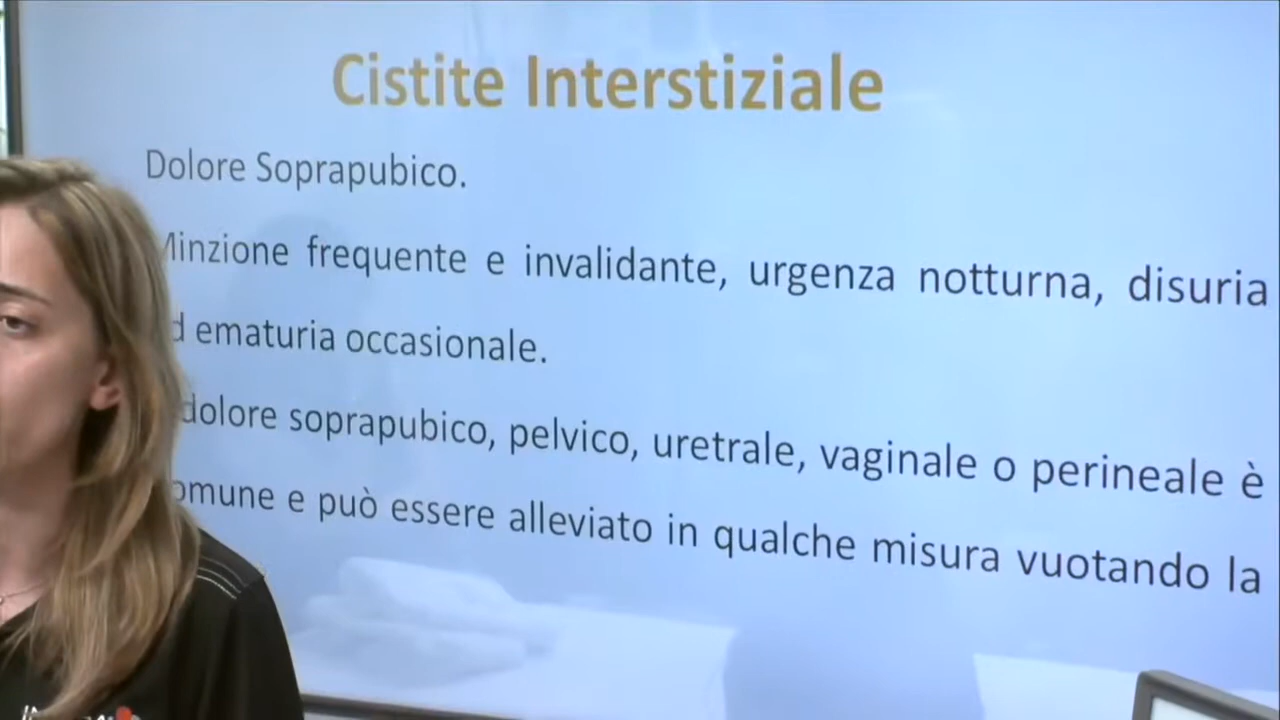 Cistite Interstiziale
Dolore Soprapubico.
Minzione frequente e invalidante, urgenza notturna, disuria
d ematuria occasionale.
dolore soprapubico, pelvico, uretrale, vaginale o perineale è
omune e può essere alleviato in qualche misura vuotando la